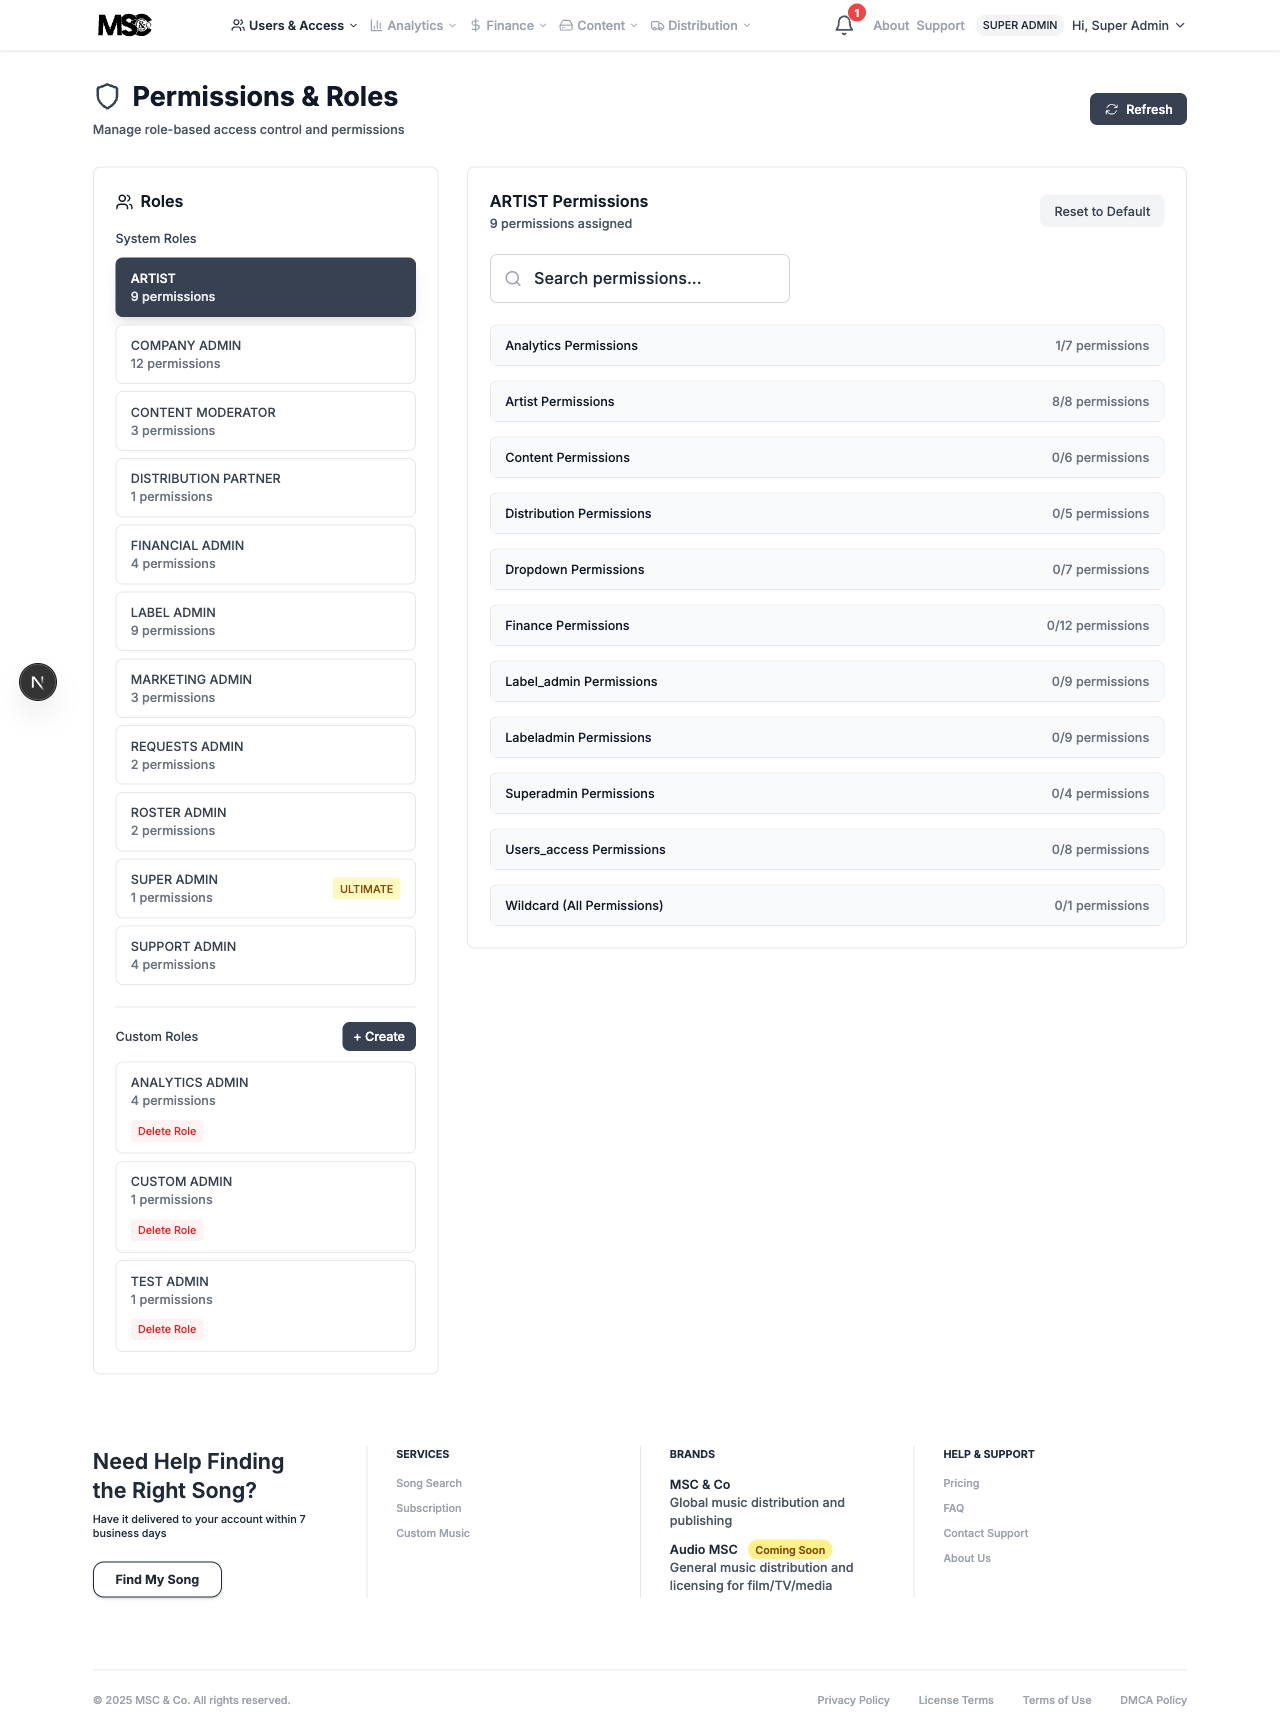 MSC
Users & Access
Analytics
Finance
Content
Distribution
1
About
Support
SUPER ADMIN
Hi, Super Admin
Permissions & Roles
Manage role-based access control and permissions
Refresh
Roles
System Roles
ARTIST
9 permissions
COMPANY ADMIN
12 permissions
CONTENT MODERATOR
3 permissions
DISTRIBUTION PARTNER
1 permissions
FINANCIAL ADMIN
4 permissions
LABEL ADMIN
9 permissions
MARKETING ADMIN
3 permissions
REQUESTS ADMIN
2 permissions
ROSTER ADMIN
2 permissions
SUPER ADMIN
1 permissions
ULTIMATE
SUPPORT ADMIN
4 permissions
Custom Roles
+ Create
ANALYTICS ADMIN
4 permissions
Delete Role
CUSTOM ADMIN
1 permissions
Delete Role
TEST ADMIN
1 permissions
Delete Role
ARTIST Permissions
9 permissions assigned
Reset to Default
Search permissions...
Analytics Permissions 1/7 permissions
Artist Permissions 8/8 permissions
Content Permissions 0/6 permissions
Distribution Permissions 0/5 permissions
Dropdown Permissions 0/7 permissions
Finance Permissions 0/12 permissions
Label_admin Permissions 0/9 permissions
Labeladmin Permissions 0/9 permissions
Superadmin Permissions 0/4 permissions
Users_access Permissions 0/8 permissions
Wildcard (All Permissions) 0/1 permissions
N
Need Help Finding
the Right Song?
Have it delivered to your account within 7
business days
Find My Song
SERVICES
Song Search
Subscription
Custom Music
BRANDS
MSC & Co
Global music distribution and
publishing
Audio MSC Coming Soon
General music distribution and
licensing for film/TV/media
HELP & SUPPORT
Pricing
FAQ
Contact Support
About Us
© 2025 MSC & Co. All rights reserved.
Privacy Policy
License Terms
Terms of Use
DMCA Policy